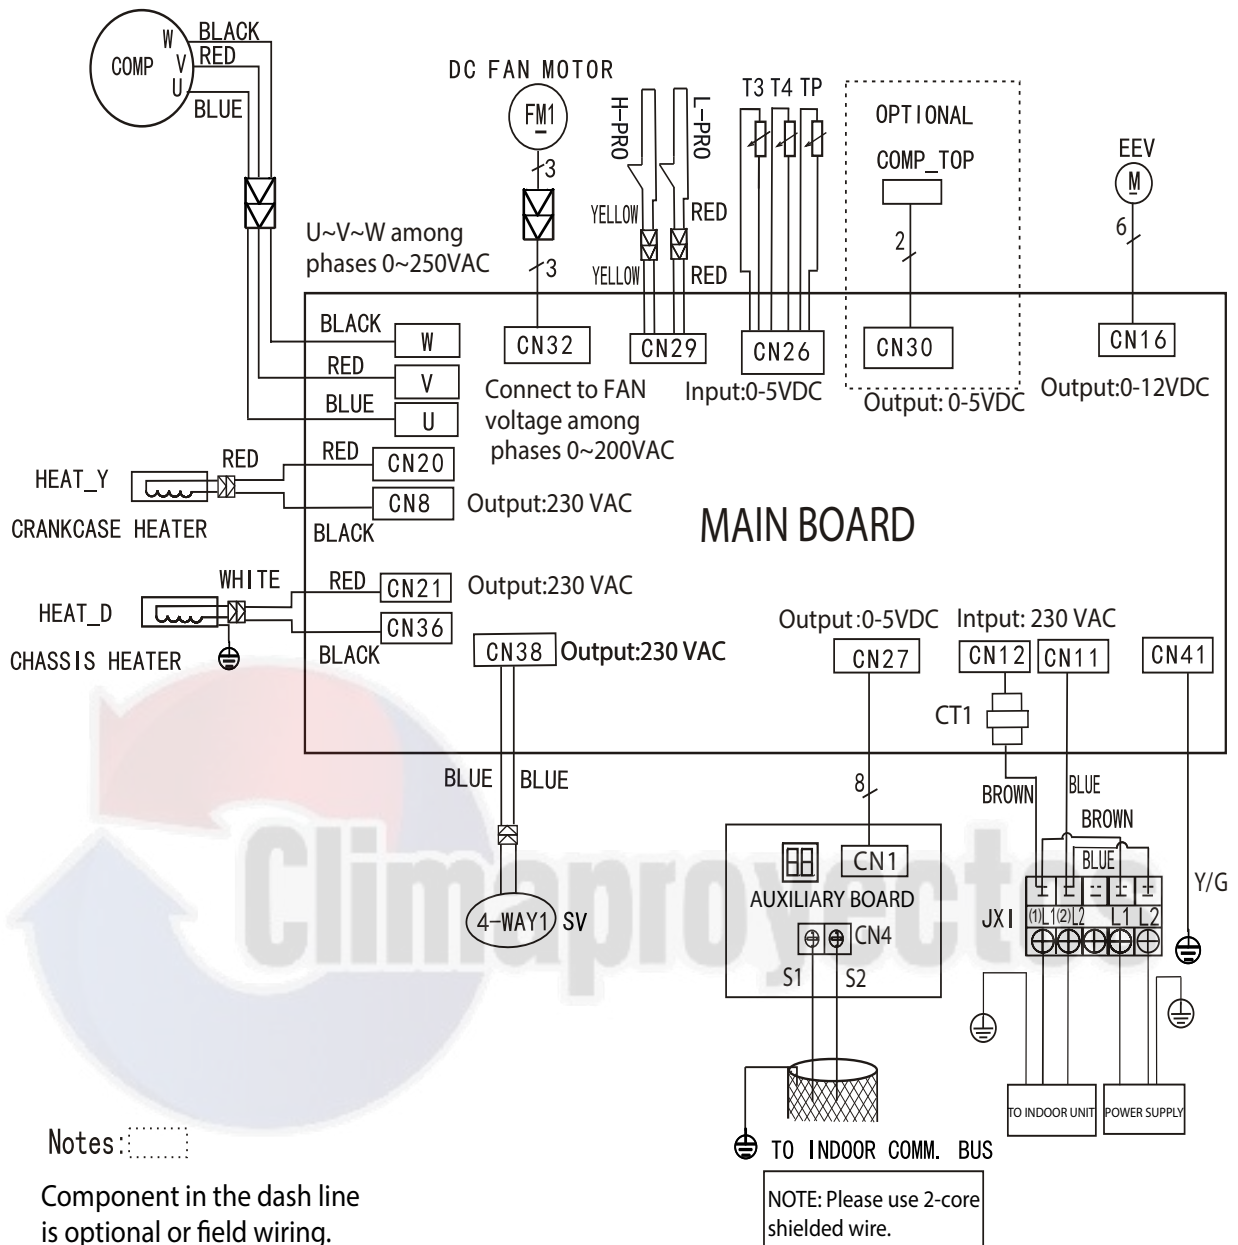 W
BLACK
COMP
V
RED
U
BLUE
DC FAN MOTOR
FM1
M
3
3
H-PRO
L-PRO
YELLOW
RED
YELLOW
RED
T3 T4 TP
OPTIONAL
COMP_TOP
2
EEV
M
6
U~V~W among
phases 0~250VAC
BLACK
W
RED
V
BLUE
U
CN32
Connect to FAN
voltage among
phases 0~200VAC
CN29
CN26
Input:0-5VDC
CN30
Output: 0-5VDC
CN16
Output:0-12VDC
HEAT_Y
RED
RED
CN20
CN8
Output:230 VAC
CRANKCASE HEATER
BLACK
MAIN BOARD
HEAT_D
WHITE
RED
CN21
Output:230 VAC
CN36
CHASSIS HEATER
BLACK
CN38
Output:230 VAC
Output:0-5VDC
CN27
Intput: 230 VAC
CN12
CN11
CN41
CT1
BLUE
BLUE
8
BROWN
BLUE
BROWN
BLUE
Y/G
4-WAY1
SV
88
CN1
AUXILIARY BOARD
CN4
S1
S2
JX1
(1)L1(2)L2
L1 L2
TO INDOOR UNIT
POWER SUPPLY
TO INDOOR COMM. BUS
NOTE: Please use 2-core
shielded wire.
Climaproyectos
Notes:
Component in the dash line
is optional or field wiring.